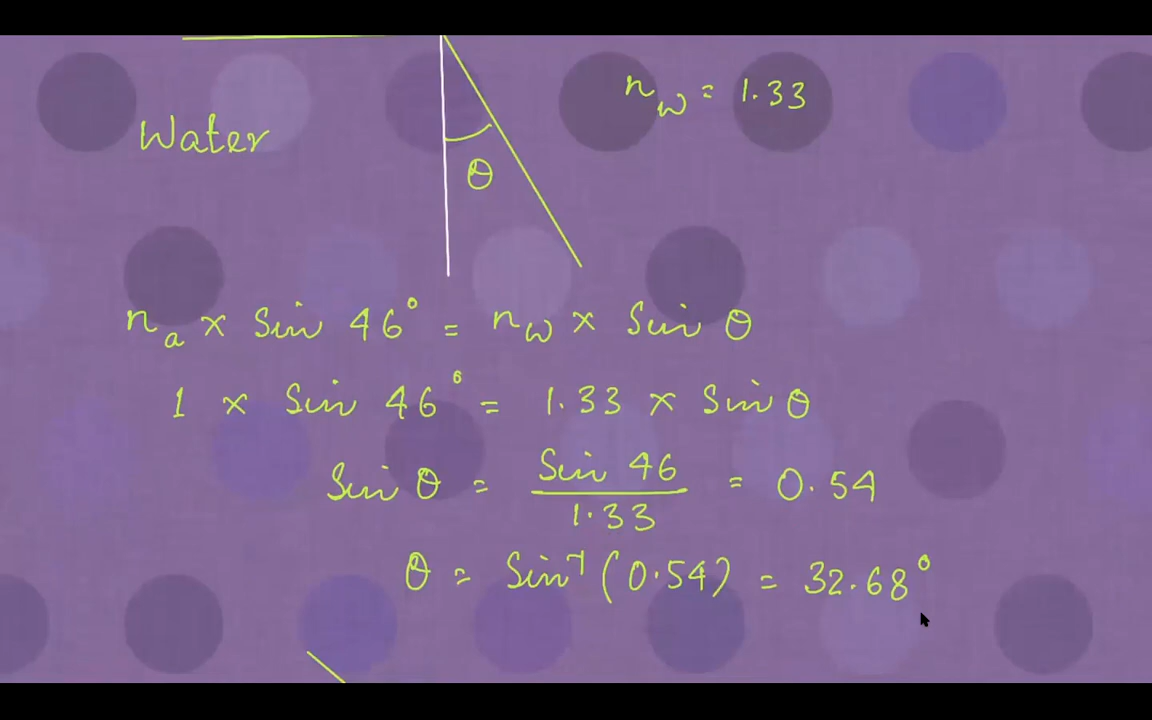 n_w = 1.33
Water
θ
n_a × Sin 46° = n_w × Sin θ
1 × Sin 46° = 1.33 × Sin θ
Sin θ = Sin 46 / 1.33 = 0.54
θ = Sin⁻¹ (0.54) = 32.68°